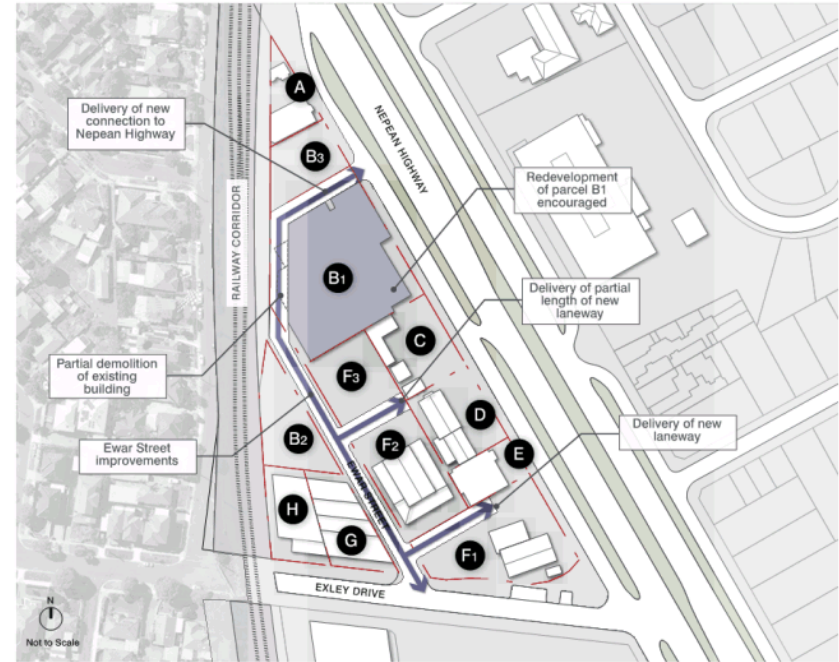 A
Delivery of new
connection to
Nepean Highway
NEPEAN HIGHWAY
B3
Redevelopment
of parcel B1
encouraged
RAILWAY CORRIDOR
B1
Delivery of partial
length of new
laneway
C
Partial demolition
of existing
building
F3
D
Delivery of new
laneway
Ewar Street
improvements
B2
F2
E
EWAR STREET
H
G
F1
EXLEY DRIVE
N
Not to Scale